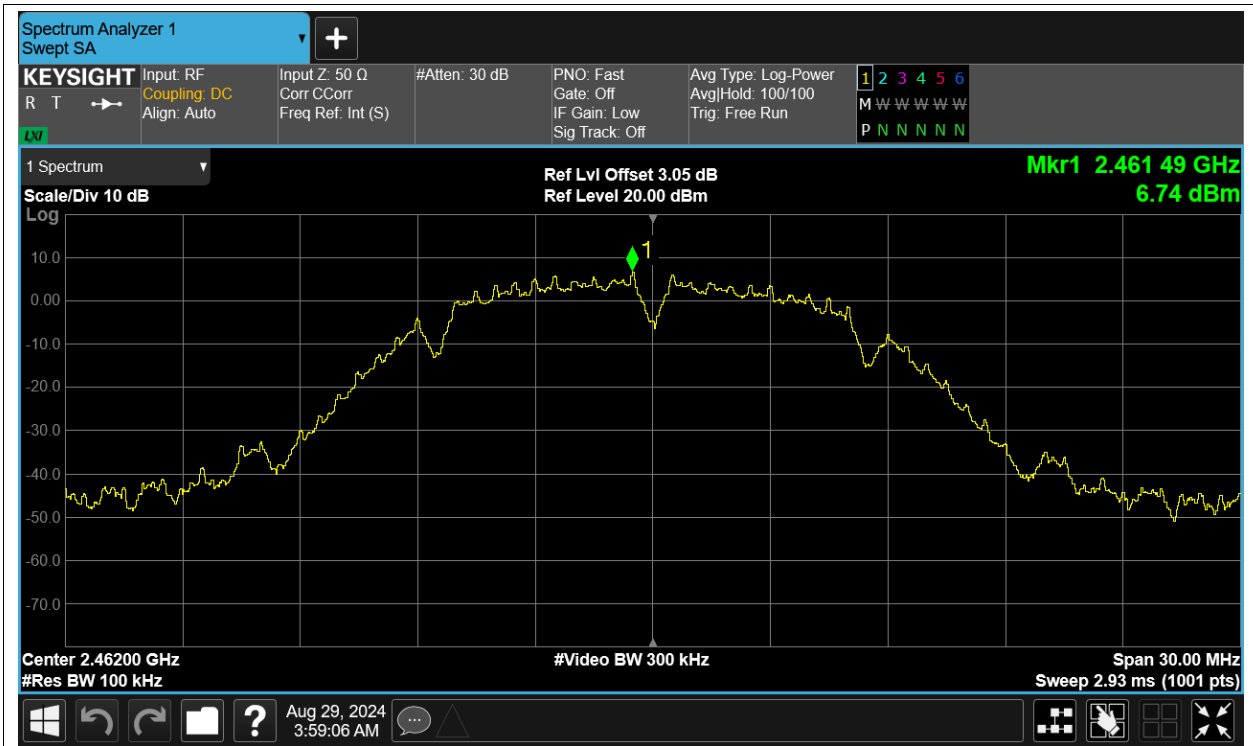 Spectrum Analyzer 1
Swept SA
KEYSIGHT
R T
LXI
Input: RF
Coupling: DC
Align: Auto
Input Z: 50 Ω
Corr CCorr
Freq Ref: Int (S)
#Atten: 30 dB
PNO: Fast
Gate: Off
IF Gain: Low
Sig Track: Off
Avg Type: Log-Power
Avg|Hold: 100/100
Trig: Free Run
1 2 3 4 5 6
M W W W W W
P N N N N N
1 Spectrum
Scale/Div 10 dB
Log
Ref Lvl Offset 3.05 dB
Ref Level 20.00 dBm
Mkr1 2.461 49 GHz
6.74 dBm
1
10.0
0.00
-10.0
-20.0
-30.0
-40.0
-50.0
-60.0
-70.0
Center 2.46200 GHz
#Res BW 100 kHz
#Video BW 300 kHz
Span 30.00 MHz
Sweep 2.93 ms (1001 pts)
?
Aug 29, 2024
3:59:06 AM